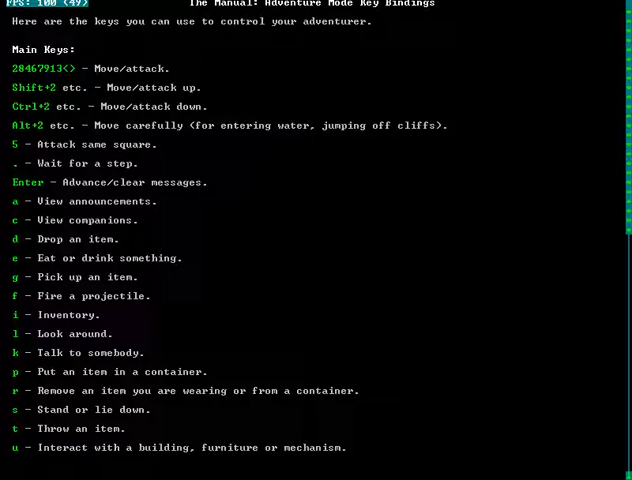 FPS: 100 (49)
The Manual: Adventure Mode Key Bindings
Here are the keys you can use to control your adventurer.
Main Keys:
28467913<> - Move/attack.
Shift+2 etc. - Move/attack up.
Ctrl+2 etc. - Move/attack down.
Alt+2 etc. - Move carefully (for entering water, jumping off cliffs).
5 - Attack same square.
. - Wait for a step.
Enter - Advance/clear messages.
a - View announcements.
c - View companions.
d - Drop an item.
e - Eat or drink something.
g - Pick up an item.
f - Fire a projectile.
i - Inventory.
l - Look around.
k - Talk to somebody.
p - Put an item in a container.
r - Remove an item you are wearing or from a container.
s - Stand or lie down.
t - Throw an item.
u - Interact with a building, furniture or mechanism.